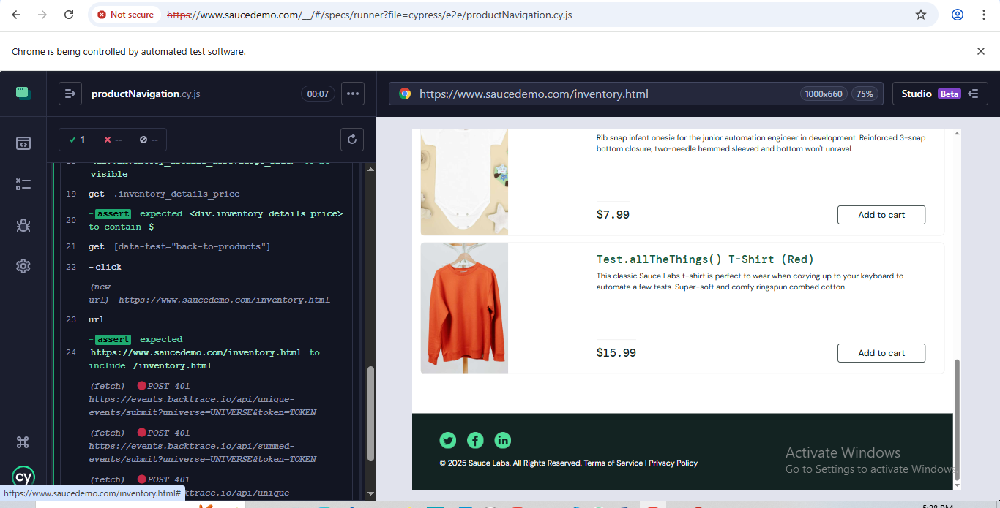 Not secure https://www.saucedemo.com/__/#/specs/runner?file=cypress/e2e/productNavigation.cy.js
Chrome is being controlled by automated test software.
productNavigation.cy.js 00:07
1 -- --
visible
19 get .inventory_details_price
20 -assert expected <div.inventory_details_price>
to contain $
21 get [data-test="back-to-products"]
22 -click
(new
url) https://www.saucedemo.com/inventory.html
23 url
-assert expected
24 https://www.saucedemo.com/inventory.html to
include /inventory.html
(fetch) POST 401
https://events.backtrace.io/api/unique-
events/submit?universe=UNIVERSE&token=TOKEN
(fetch) POST 401
https://events.backtrace.io/api/summed-
events/submit?universe=UNIVERSE&token=TOKEN
(fetch) POST 401
cy
https://www.saucedemo.com/inventory.html#
https://www.saucedemo.com/inventory.html 1000x660 75% Studio Beta
Rib snap infant onesie for the junior automation engineer in development. Reinforced 3-snap
bottom closure, two-needle hemmed sleeved and bottom won't unravel.
$7.99 Add to cart
Test.allTheThings() T-Shirt (Red)
This classic Sauce Labs t-shirt is perfect to wear when cozying up to your keyboard to
automate a few tests. Super-soft and comfy ringspun combed cotton.
$15.99 Add to cart
© 2025 Sauce Labs. All Rights Reserved. Terms of Service | Privacy Policy
Activate Windows
Go to Settings to activate Windows.